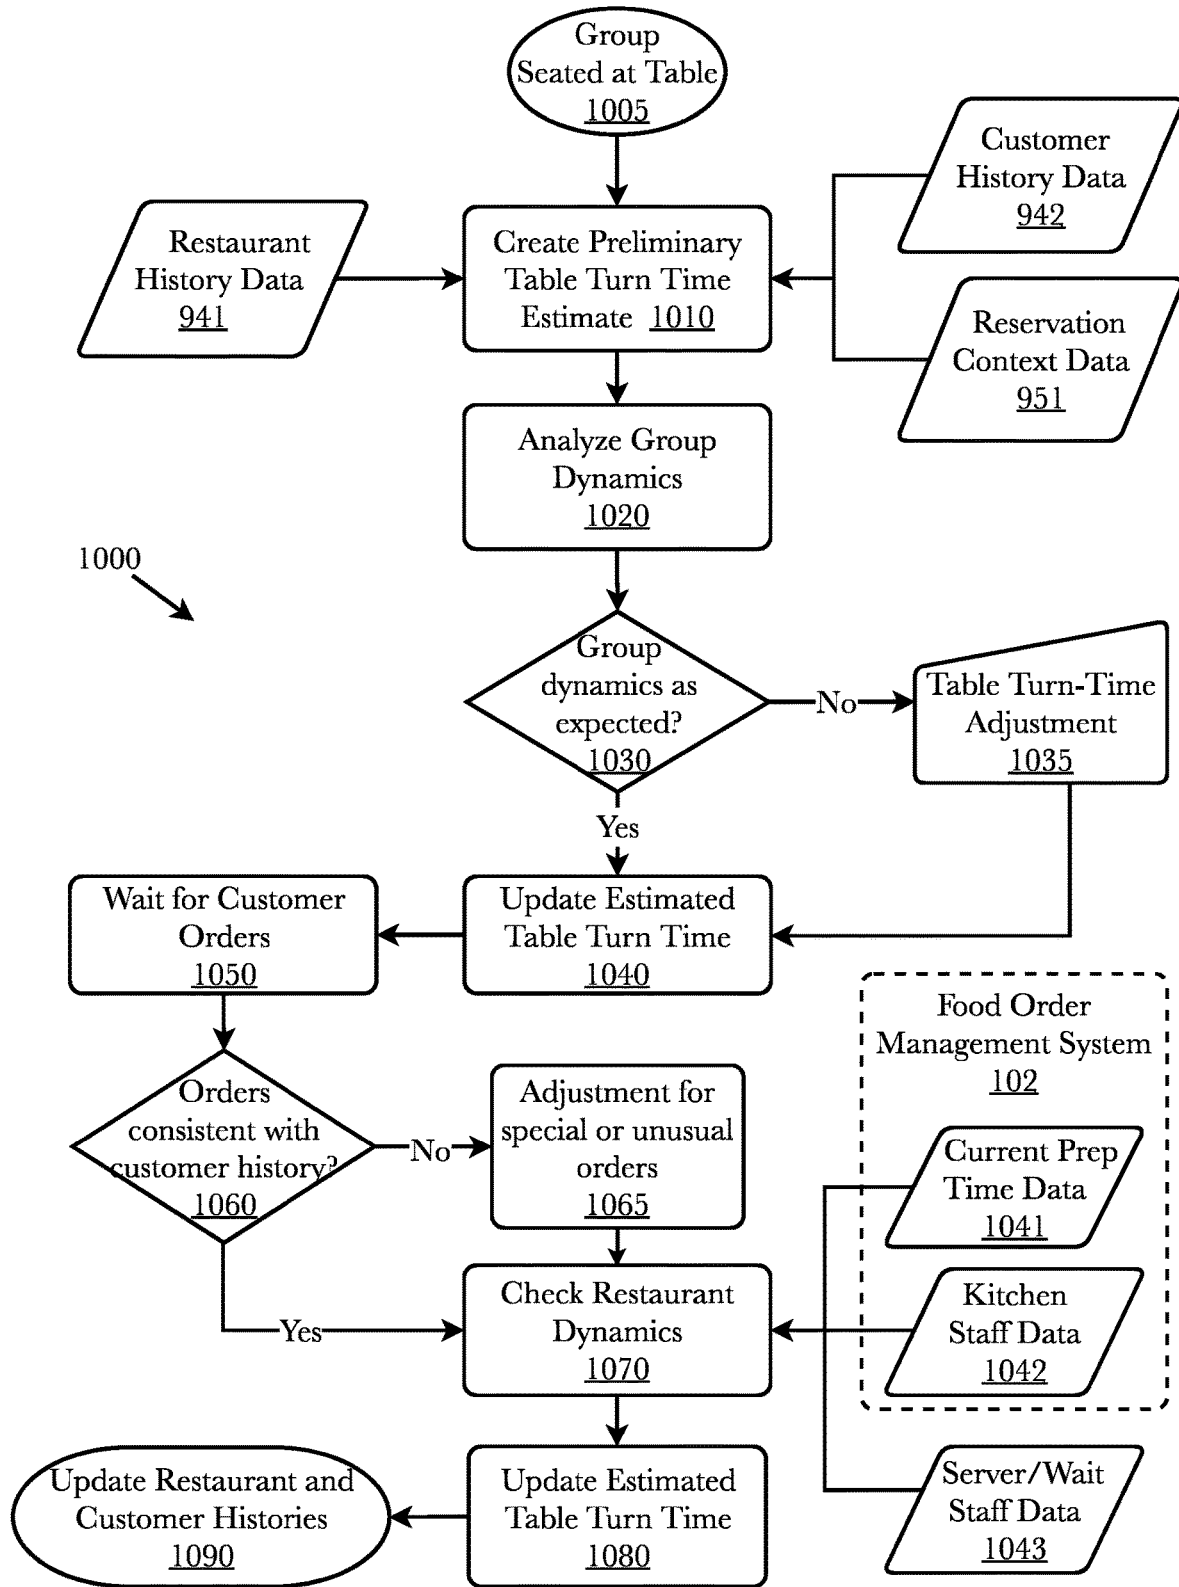 Group
Seated at Table
1005
Customer
History Data
942
Restaurant
History Data
941
Create Preliminary
Table Turn Time
Estimate 1010
Reservation
Context Data
951
Analyze Group
Dynamics
1020
1000
Group
dynamics as
expected?
1030
No
Table Turn-Time
Adjustment
1035
Yes
Wait for Customer
Orders
1050
Update Estimated
Table Turn Time
1040
Food Order
Management System
102
Orders
consistent with
customer history?
1060
No
Adjustment for
special or unusual
orders
1065
Current Prep
Time Data
1041
Yes
Check Restaurant
Dynamics
1070
Kitchen
Staff Data
1042
Update Restaurant and
Customer Histories
1090
Update Estimated
Table Turn Time
1080
Server/Wait
Staff Data
1043